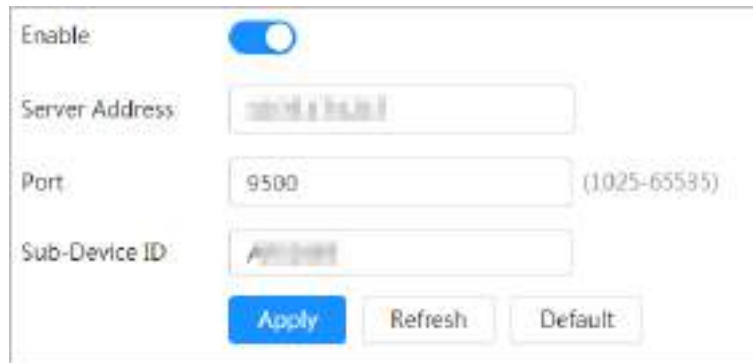 Enable
Server Address
Port 9500 (1025-65535)
Sub-Device ID
Apply Refresh Default